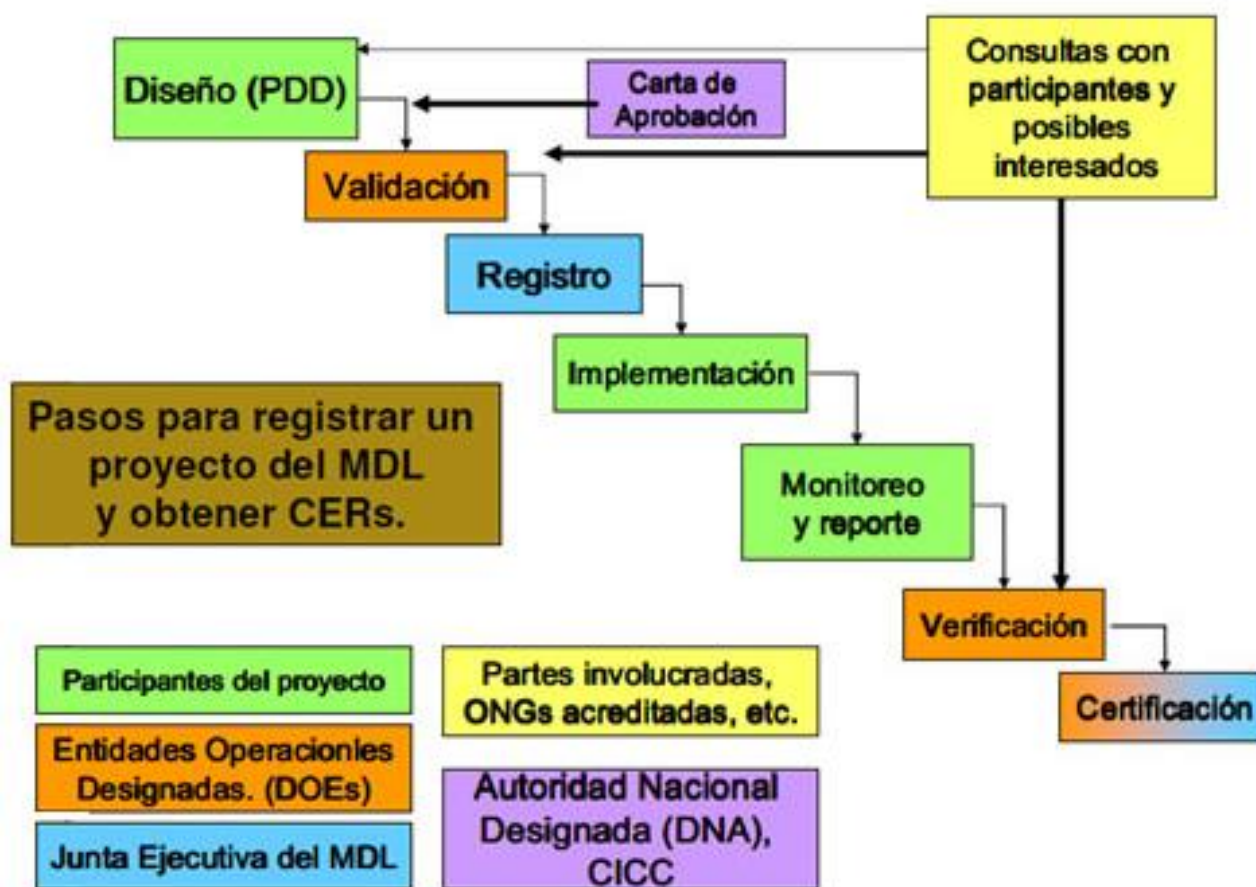 Diseño (PDD)
Carta de
Aprobación
Consultas con
participantes y
posibles
interesados
Validación
Registro
Implementación
Pasos para registrar un
proyecto del MDL
y obtener CERs.
Monitoreo
y reporte
Verificación
Certificación
Participantes del proyecto
Partes involucradas,
ONGs acreditadas, etc.
Entidades Operacionles
Designadas. (DOEs)
Autoridad Nacional
Designada (DNA),
CICC
Junta Ejecutiva del MDL